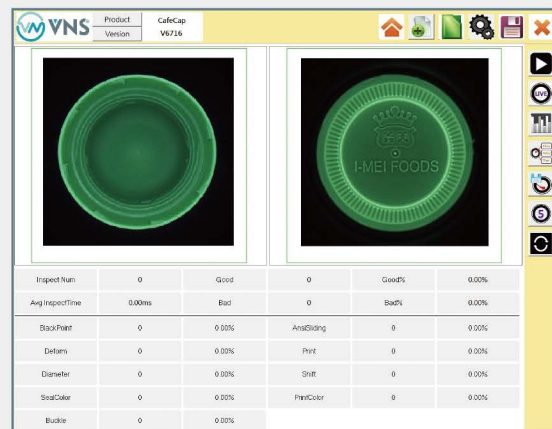 VNS
Product CafeCap
Version V6716
LIVE
S
6588
I-MEI FOODS
Inspect Num 0 Good 0 Good% 0.00%
Avg InspectTime 0.00ms Bad 0 Bad% 0.00%
BlackPoint 0 0.00% AnsiSliding 0 0.00%
Deform 0 0.00% Print 0 0.00%
Diameter 0 0.00% Shift 0 0.00%
SealColor 0 0.00% PrintColor 0 0.00%
Buckle 0 0.00%